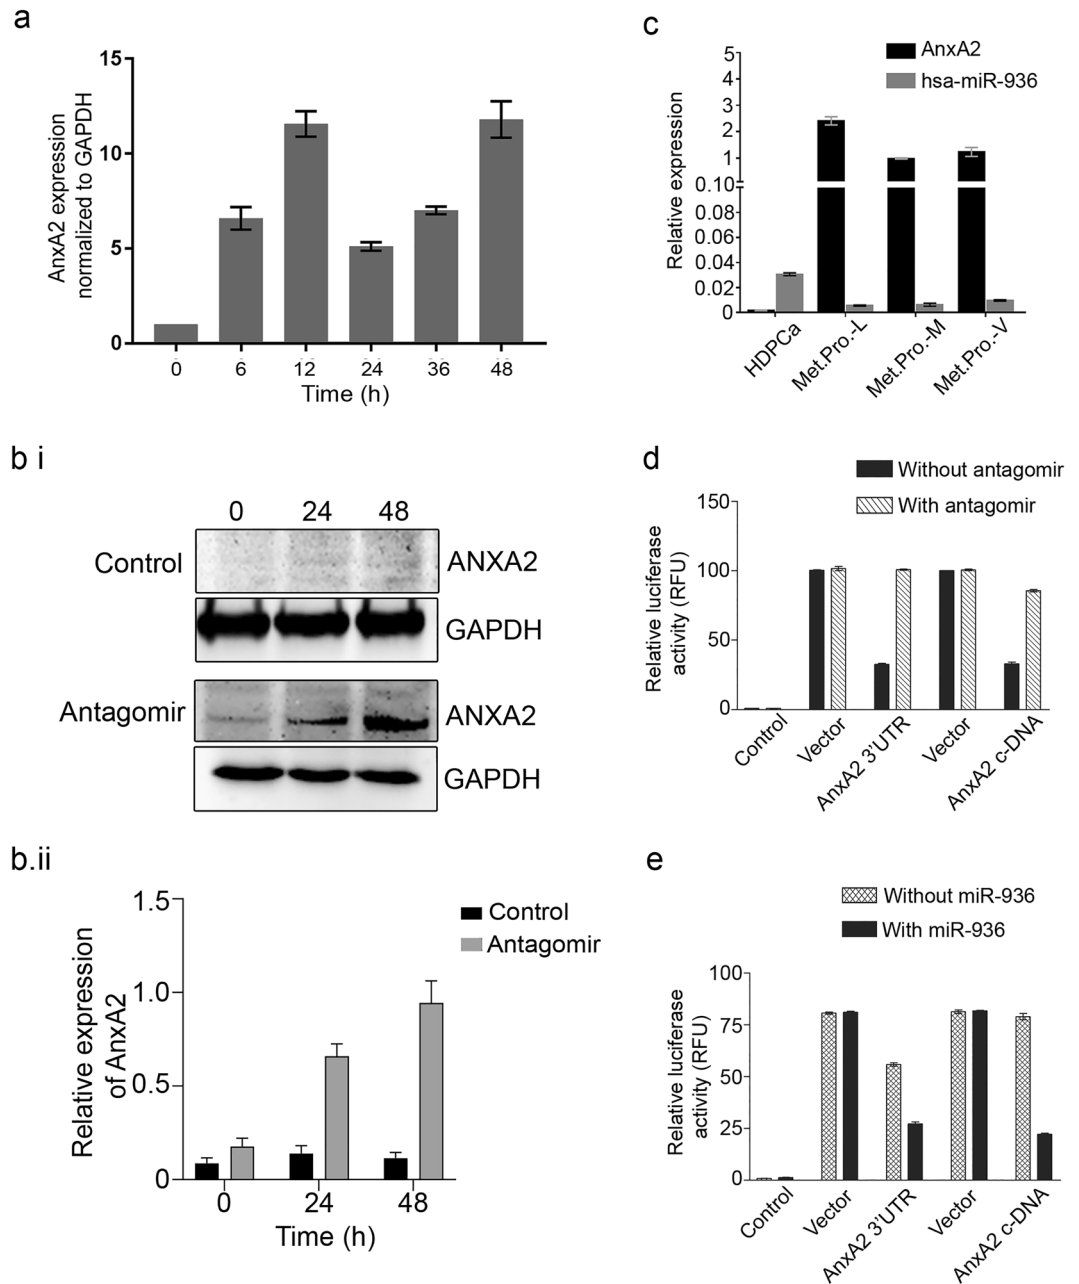 a
AnxA2 expression
normalized to GAPDH
15
10
5
0
0 6 12 24 36 48
Time (h)
c
AnxA2
hsa-miR-936
Relative expression
5
4
3
2
1
0.10
0.08
0.06
0.04
0.02
0
HDPCa
Met.Pro.-L
Met.Pro.-M
Met.Pro.-V
b i
0 24 48
Control ANXA2
GAPDH
Antagomir ANXA2
GAPDH
d
Without antagomir
With antagomir
Relative luciferase
activity (RFU)
150
100
50
0
Control
Vector
AnxA2 3'UTR
Vector
AnxA2 c-DNA
b.ii
Control
Antagomir
Relative expression
of AnxA2
1.5
1.0
0.5
0
0 24 48
Time (h)
e
Without miR-936
With miR-936
Relative luciferase
activity (RFU)
100
75
50
25
0
Control
Vector
AnxA2 3'UTR
Vector
AnxA2 c-DNA